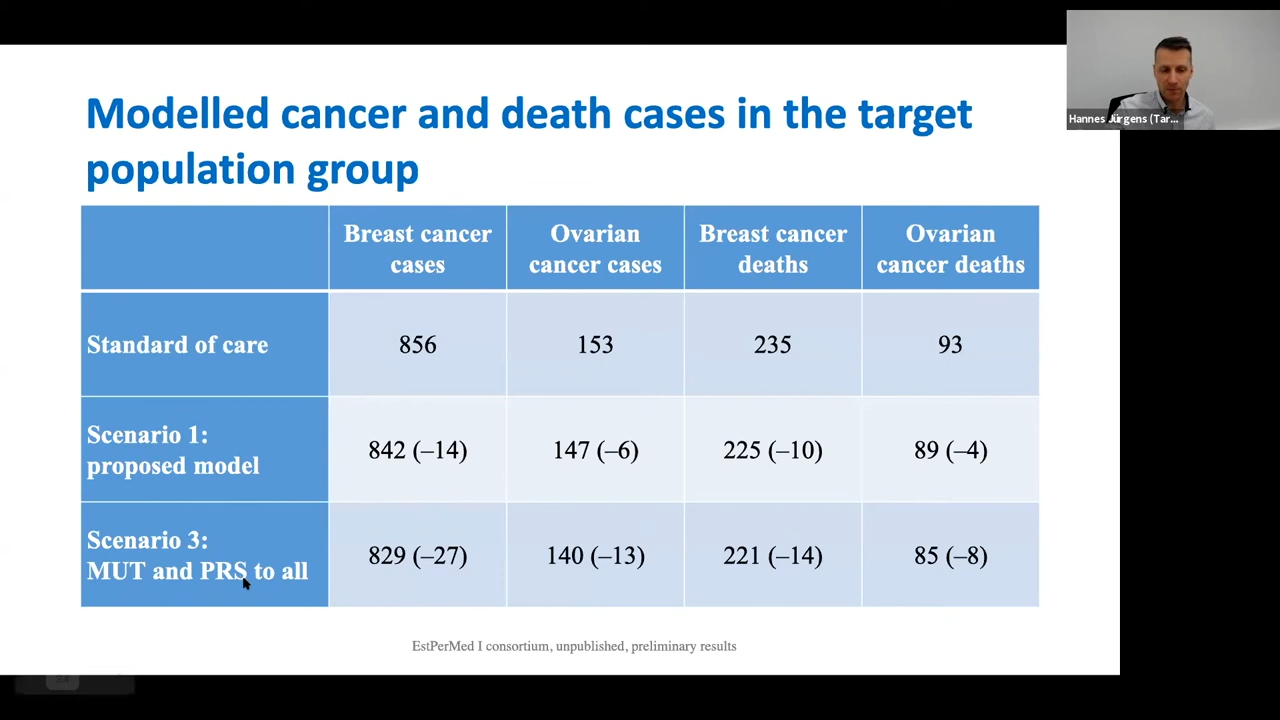 Modelled cancer and death cases in the target
population group
Breast cancer
cases
Ovarian
cancer cases
Breast cancer
deaths
Ovarian
cancer deaths
Standard of care
856
153
235
93
Scenario 1:
proposed model
842 (–14)
147 (–6)
225 (–10)
89 (–4)
Scenario 3:
MUT and PRS to all
829 (–27)
140 (–13)
221 (–14)
85 (–8)
EstPerMed I consortium, unpublished, preliminary results
Hannes Jürgens (Tar...